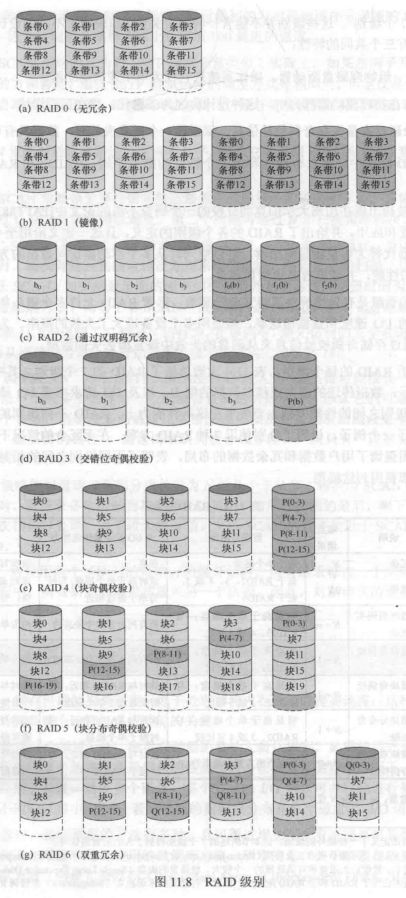 条带0 条带1 条带2 条带3
条带4 条带5 条带6 条带7
条带8 条带9 条带10 条带11
条带12 条带13 条带14 条带15
(a) RAID 0 (无冗余)
条带0 条带1 条带2 条带3 条带0 条带1 条带2 条带3
条带4 条带5 条带6 条带7 条带4 条带5 条带6 条带7
条带8 条带9 条带10 条带11 条带8 条带9 条带10 条带11
条带12 条带13 条带14 条带15 条带12 条带13 条带14 条带15
(b) RAID 1 (镜像)
b₀ b₁ b₂ b₃ f₀(b) f₁(b) f₂(b)
(c) RAID 2 (通过汉明码冗余)
b₀ b₁ b₂ b₃ P(b)
(d) RAID 3 (交错位奇偶校验)
块0 块1 块2 块3 P(0-3)
块4 块5 块6 块7 P(4-7)
块8 块9 块10 块11 P(8-11)
块12 块13 块14 块15 P(12-15)
(e) RAID 4 (块奇偶校验)
块0 块1 块2 块3 P(0-3)
块4 块5 块6 P(4-7) 块7
块8 块9 P(8-11) 块10 块11
块12 P(12-15) 块13 块14 块15
P(16-19) 块16 块17 块18 块19
(f) RAID 5 (块分布奇偶校验)
块0 块1 块2 块3 P(0-3) Q(0-3)
块4 块5 块6 P(4-7) Q(4-7) 块7
块8 块9 P(8-11) Q(8-11) 块10 块11
块12 P(12-15) Q(12-15) 块13 块14 块15
(g) RAID 6 (双重冗余)
图 11.8 RAID 级别